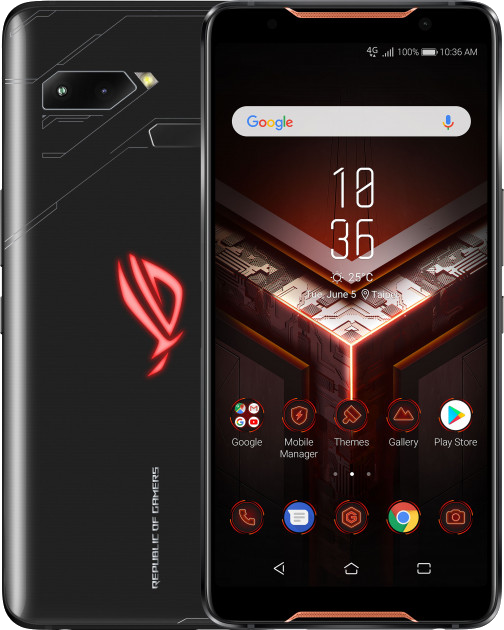 4G 100% 10:36 AM
Google
10
36
25°C
Tue, June 5 Taipei
Google Mobile Manager Themes Gallery Play Store
REPUBLIC OF GAMERS